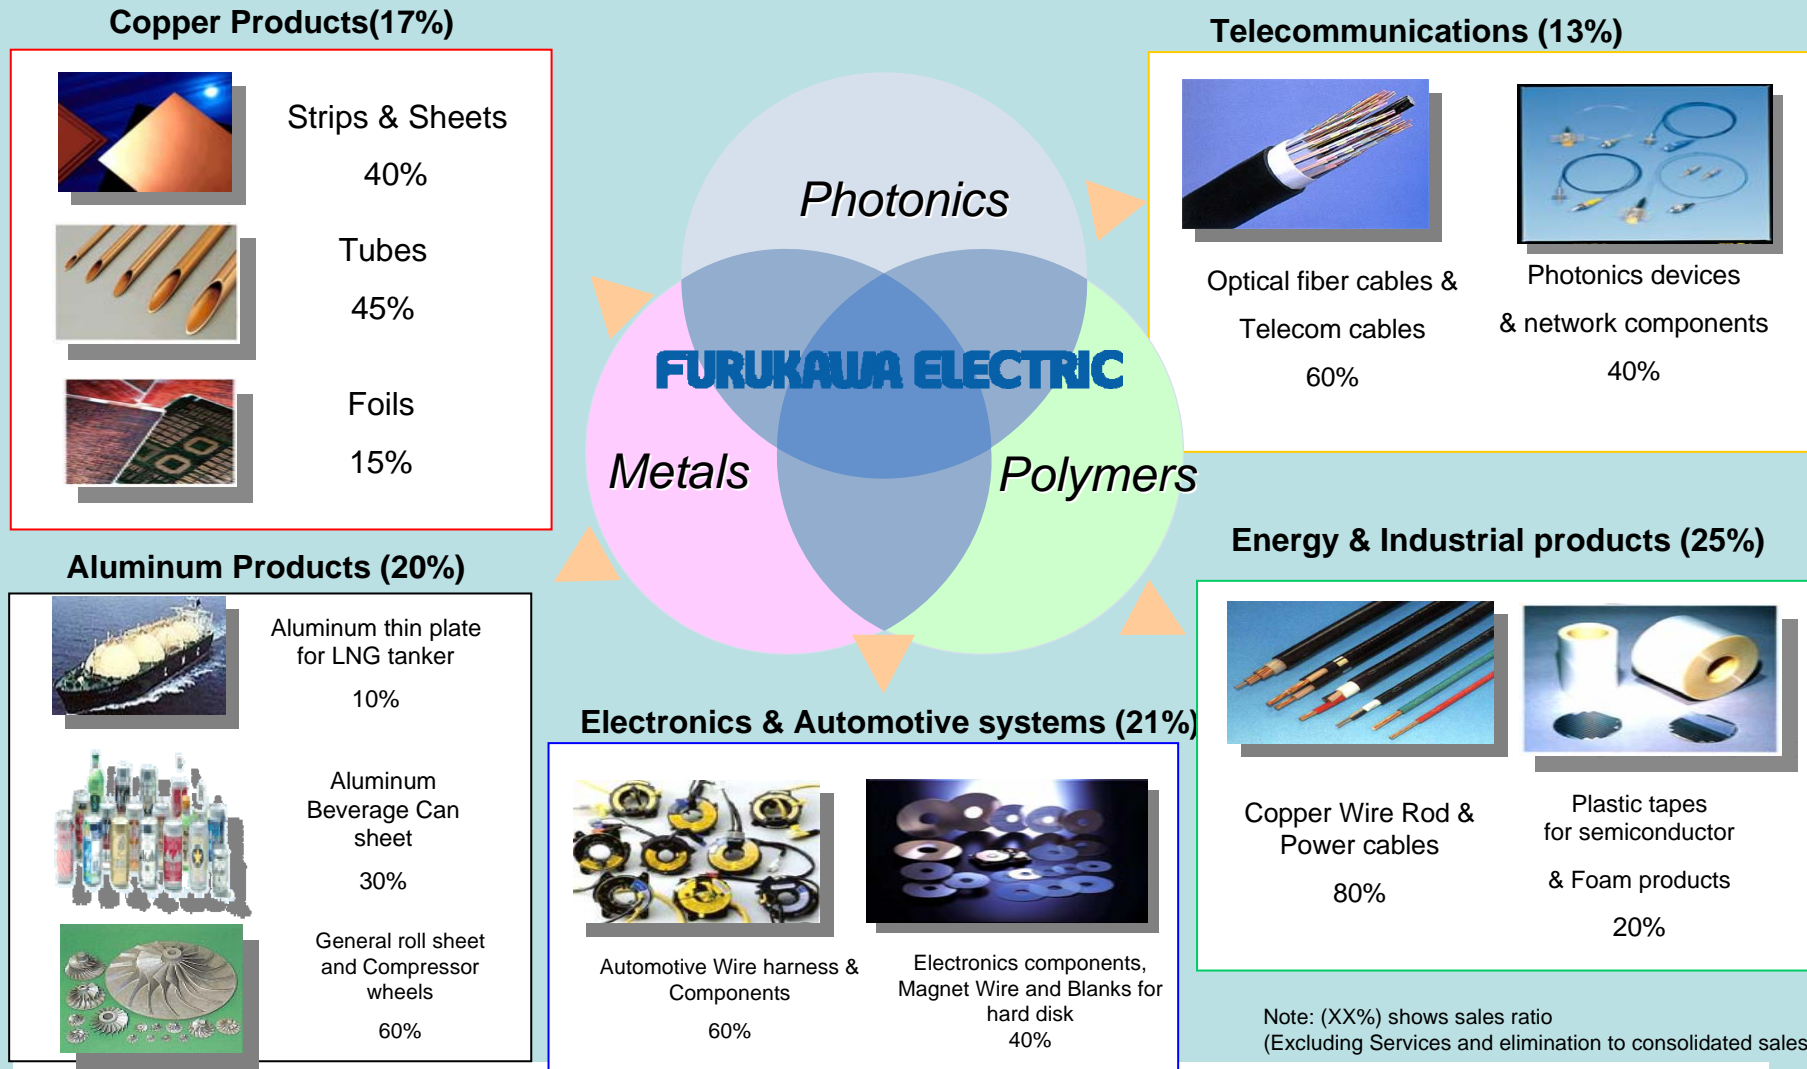 Copper Products(17%)
Strips & Sheets
40%
Tubes
45%
Foils
15%
Telecommunications (13%)
Optical fiber cables &
Telecom cables
60%
Photonics devices
& network components
40%
Photonics
FURUKAWA ELECTRIC
Metals
Polymers
Aluminum Products (20%)
Aluminum thin plate
for LNG tanker
10%
Aluminum
Beverage Can
sheet
30%
General roll sheet
and Compressor
wheels
60%
Electronics & Automotive systems (21%)
Automotive Wire harness &
Components
60%
Electronics components,
Magnet Wire and Blanks for
hard disk
40%
Energy & Industrial products (25%)
Copper Wire Rod &
Power cables
80%
Plastic tapes
for semiconductor
& Foam products
20%
Note: (XX%) shows sales ratio
(Excluding Services and elimination to consolidated sales